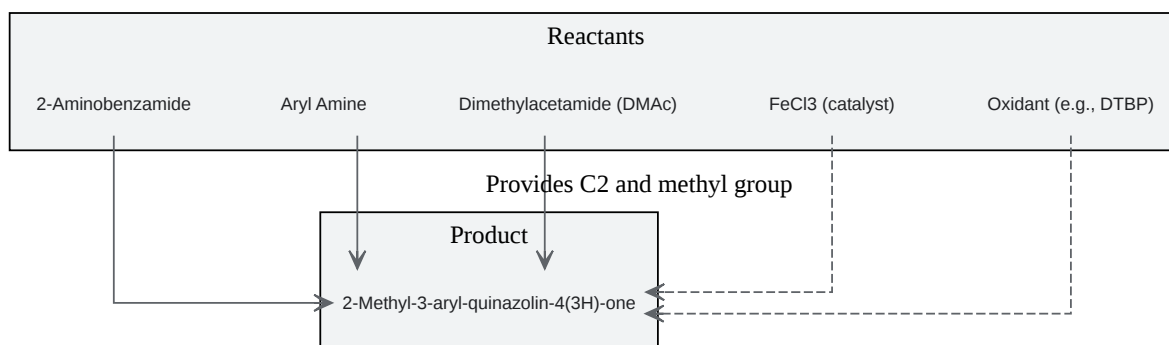 Reactants
2-Aminobenzamide
Aryl Amine
Dimethylacetamide (DMAc)
FeCl3 (catalyst)
Oxidant (e.g., DTBP)
Provides C2 and methyl group
Product
2-Methyl-3-aryl-quinazolin-4(3H)-one